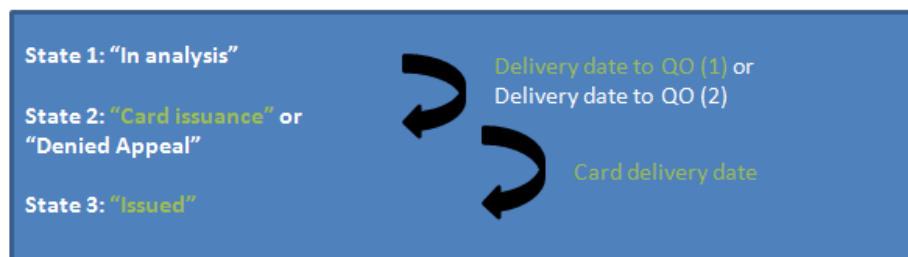 State 1: “In analysis”
Delivery date to QO (1) or
Delivery date to QO (2)
State 2: “Card issuance” or
“Denied Appeal”
Card delivery date
State 3: “Issued”